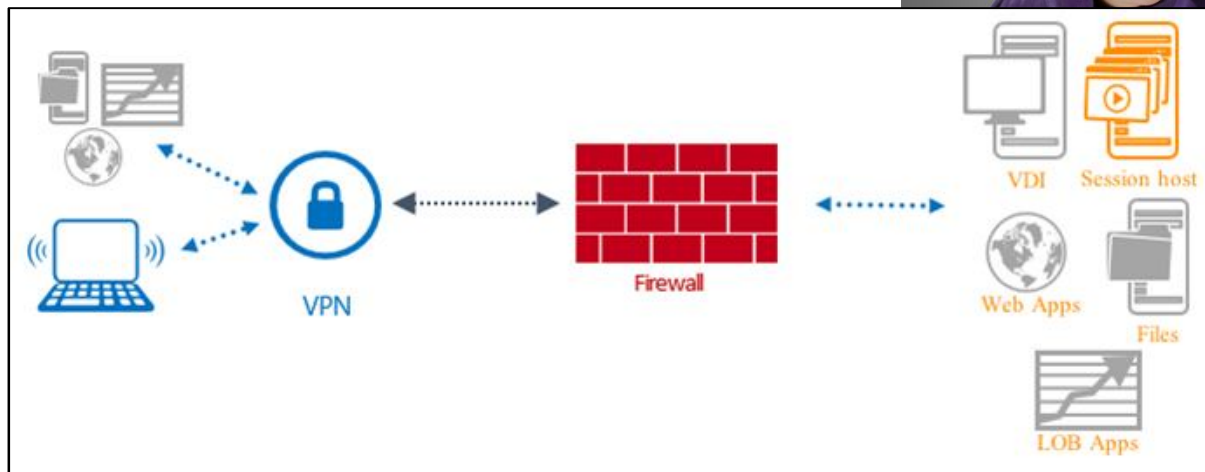 VDI
Session host
VPN
Firewall
Web Apps
Files
LOB Apps